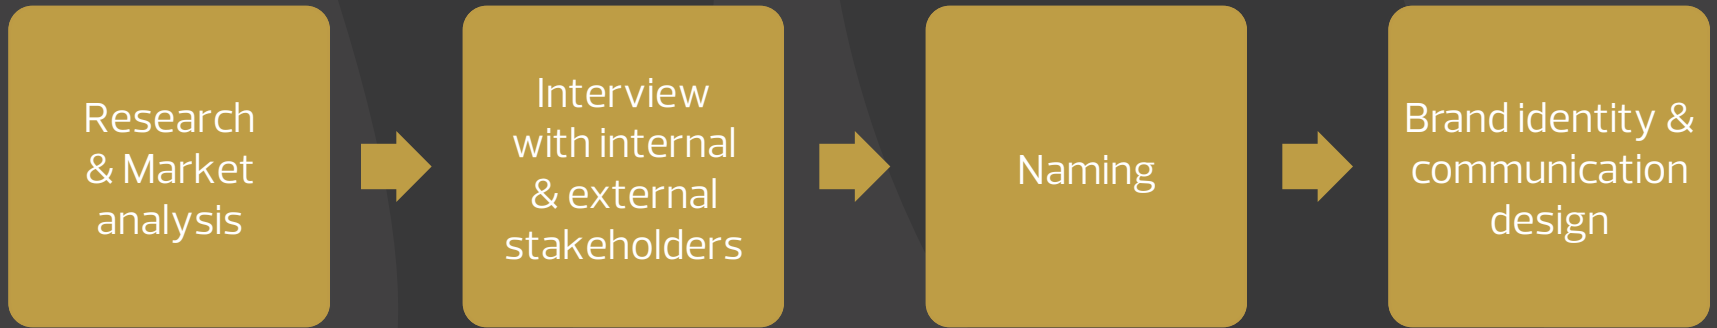 Research
& Market
analysis
Interview
with internal
& external
stakeholders
Naming
Brand identity &
communication
design